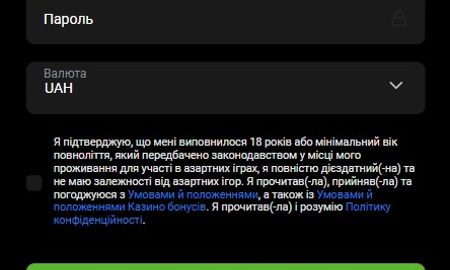 Пароль
Валюта
UAH
Я підтверджую, що мені виповнилося 18 років або мінімальний вік
повноліття, який передбачено законодавством у місці мого
проживання для участі в азартних іграх, я повністю дієздатний(-на) та
не маю залежності від азартних ігор. Я прочитав(-ла), прийняв(-ла) та
погоджуюся з Умовами й положеннями, а також із Умовами й
положеннями Казино бонусів. Я прочитав(-ла) і розумію Політику
конфіденційності.